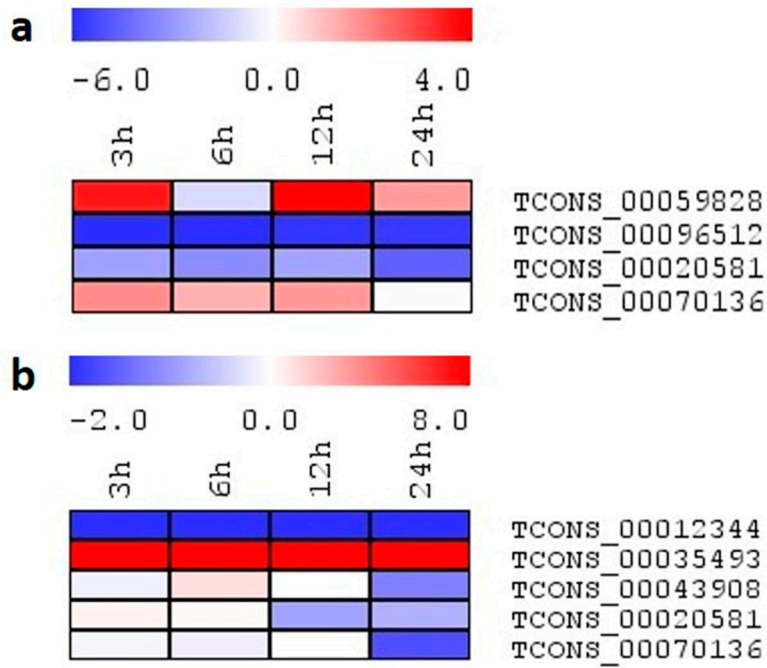 a
-6.0 0.0 4.0
3h 6h 12h 24h
TCONS_00059828
TCONS_00096512
TCONS_00020581
TCONS_00070136
b
-2.0 0.0 8.0
3h 6h 12h 24h
TCONS_00012344
TCONS_00035493
TCONS_00043908
TCONS_00020581
TCONS_00070136